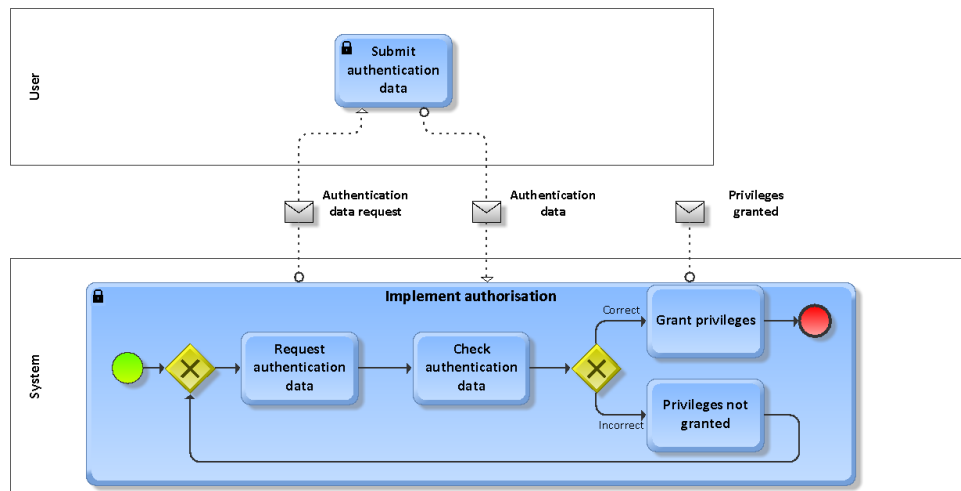 User
Submit
authentication
data
Authentication
data request
Authentication
data
Privileges
granted
System
Implement authorisation
Request
authentication
data
Check
authentication
data
Correct
Grant privileges
Incorrect
Privileges not
granted